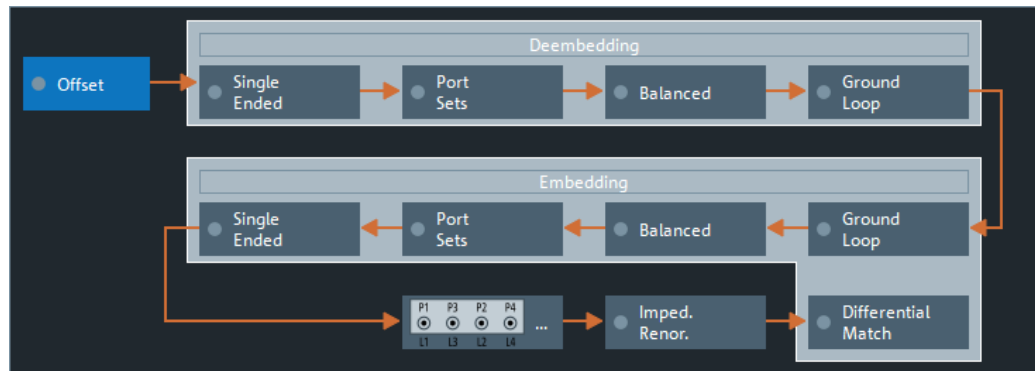 Deembedding
Offset
Single
Ended
Port
Sets
Balanced
Ground
Loop
Embedding
Single
Ended
Port
Sets
Balanced
Ground
Loop
P1 P3 P2 P4
...
L1 L3 L2 L4
Imped.
Renor.
Differential
Match